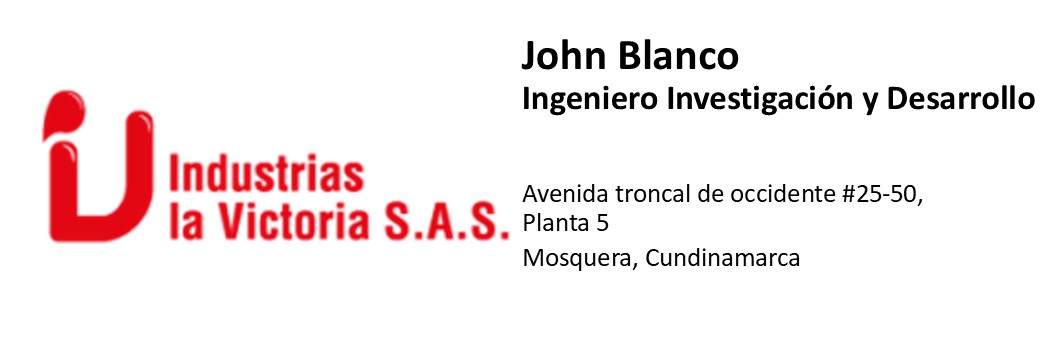 Industrias
la Victoria S.A.S.
John Blanco
Ingeniero Investigación y Desarrollo
Avenida troncal de occidente #25-50,
Planta 5
Mosquera, Cundinamarca